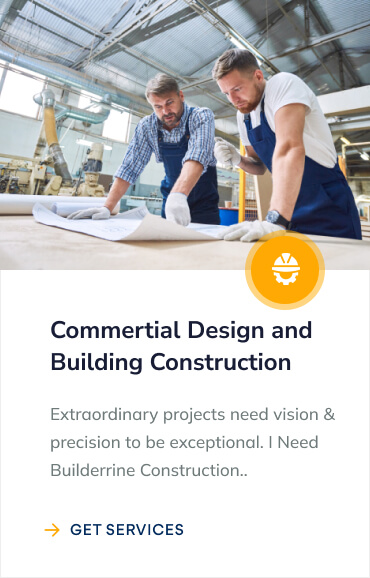 Commertial Design and
Building Construction
Extraordinary projects need vision &
precision to be exceptional. I Need
Builderrine Construction..
GET SERVICES